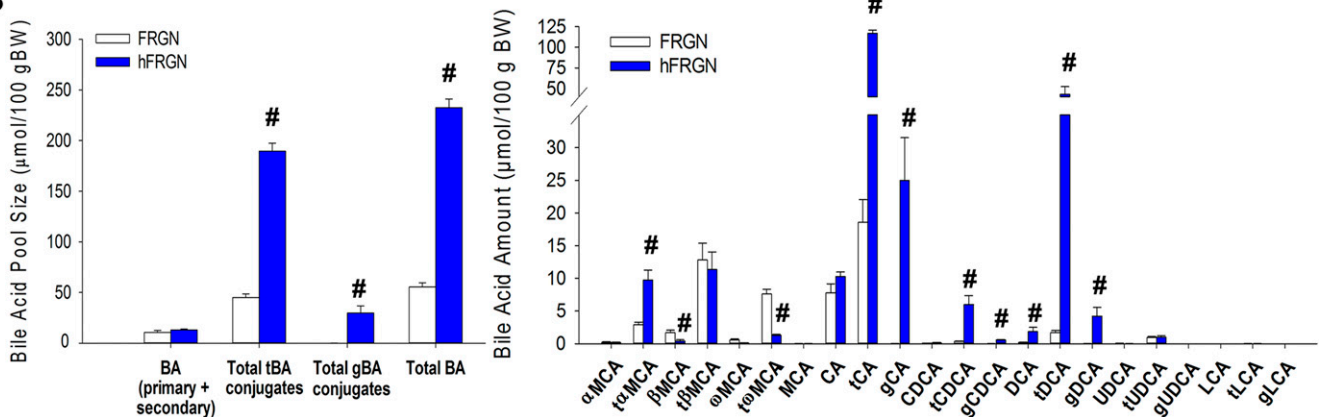 Bile Acid Pool Size (µmol/100 gBW)
300
250
200
150
100
50
0
FRGN
hFRGN
#
#
#
BA
(primary +
secondary)
Total tBA
conjugates
Total gBA
conjugates
Total BA
Bile Acid Amount (µmol/100 g BW)
125
100
75
50
30
20
15
10
5
0
FRGN
hFRGN
#
#
#
#
#
#
#
#
#
#
αMCA
tαMCA
βMCA
tβMCA
ωMCA
tωMCA
MCA
CA
tCA
gCA
CDCA
tCDCA
gCDCA
DCA
tDCA
gDCA
UDCA
tUDCA
gUDCA
LCA
tLCA
gLCA